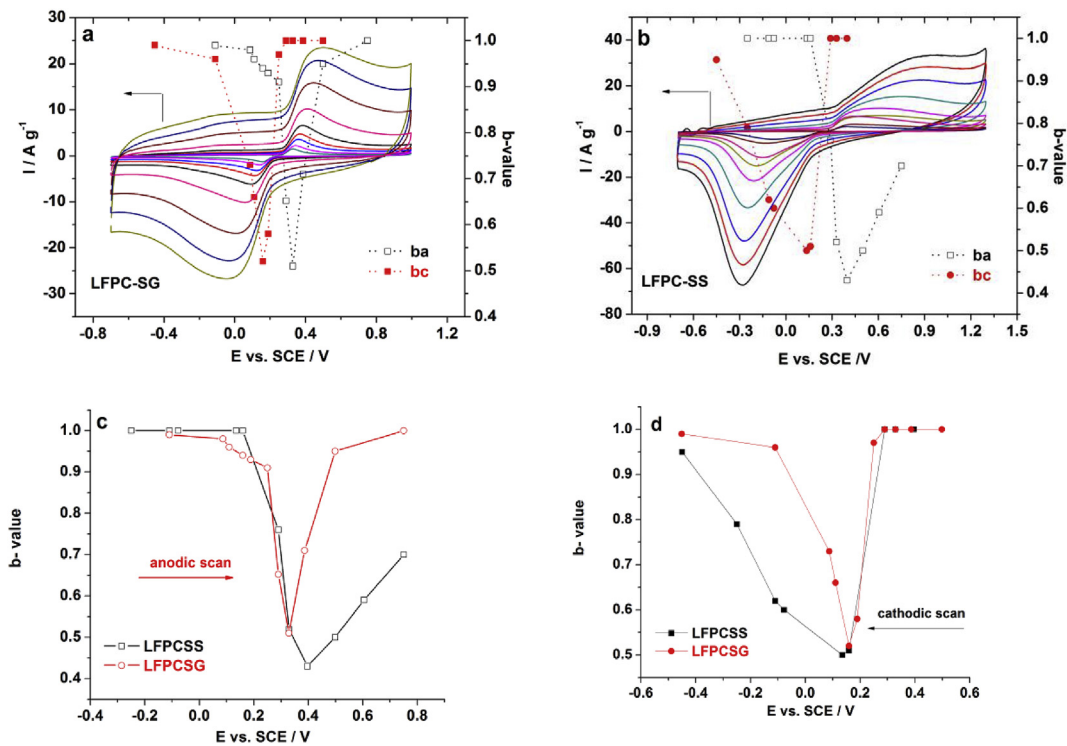 a
I / A g-1
30
20
10
0
-10
-20
-30
-0.8
-0.4
0.0
0.4
0.8
1.2
E vs. SCE / V
1.0
0.9
0.8
0.7
0.6
0.5
0.4
b-value
ba
bc
LFPC-SG
b
I / A g-1
40
20
0
-20
-40
-60
-80
-0.9
-0.6
-0.3
0.0
0.3
0.6
0.9
1.2
1.5
E vs. SCE /V
1.0
0.9
0.8
0.7
0.6
0.5
0.4
b-value
ba
bc
LFPC-SS
c
b- value
1.0
0.9
0.8
0.7
0.6
0.5
0.4
-0.4
-0.2
0.0
0.2
0.4
0.6
0.8
E vs. SCE / V
anodic scan
LFPCSS
LFPCSG
d
b- value
1.0
0.9
0.8
0.7
0.6
0.5
-0.6
-0.4
-0.2
0.0
0.2
0.4
0.6
E vs. SCE / V
cathodic scan
LFPCSS
LFPCSG